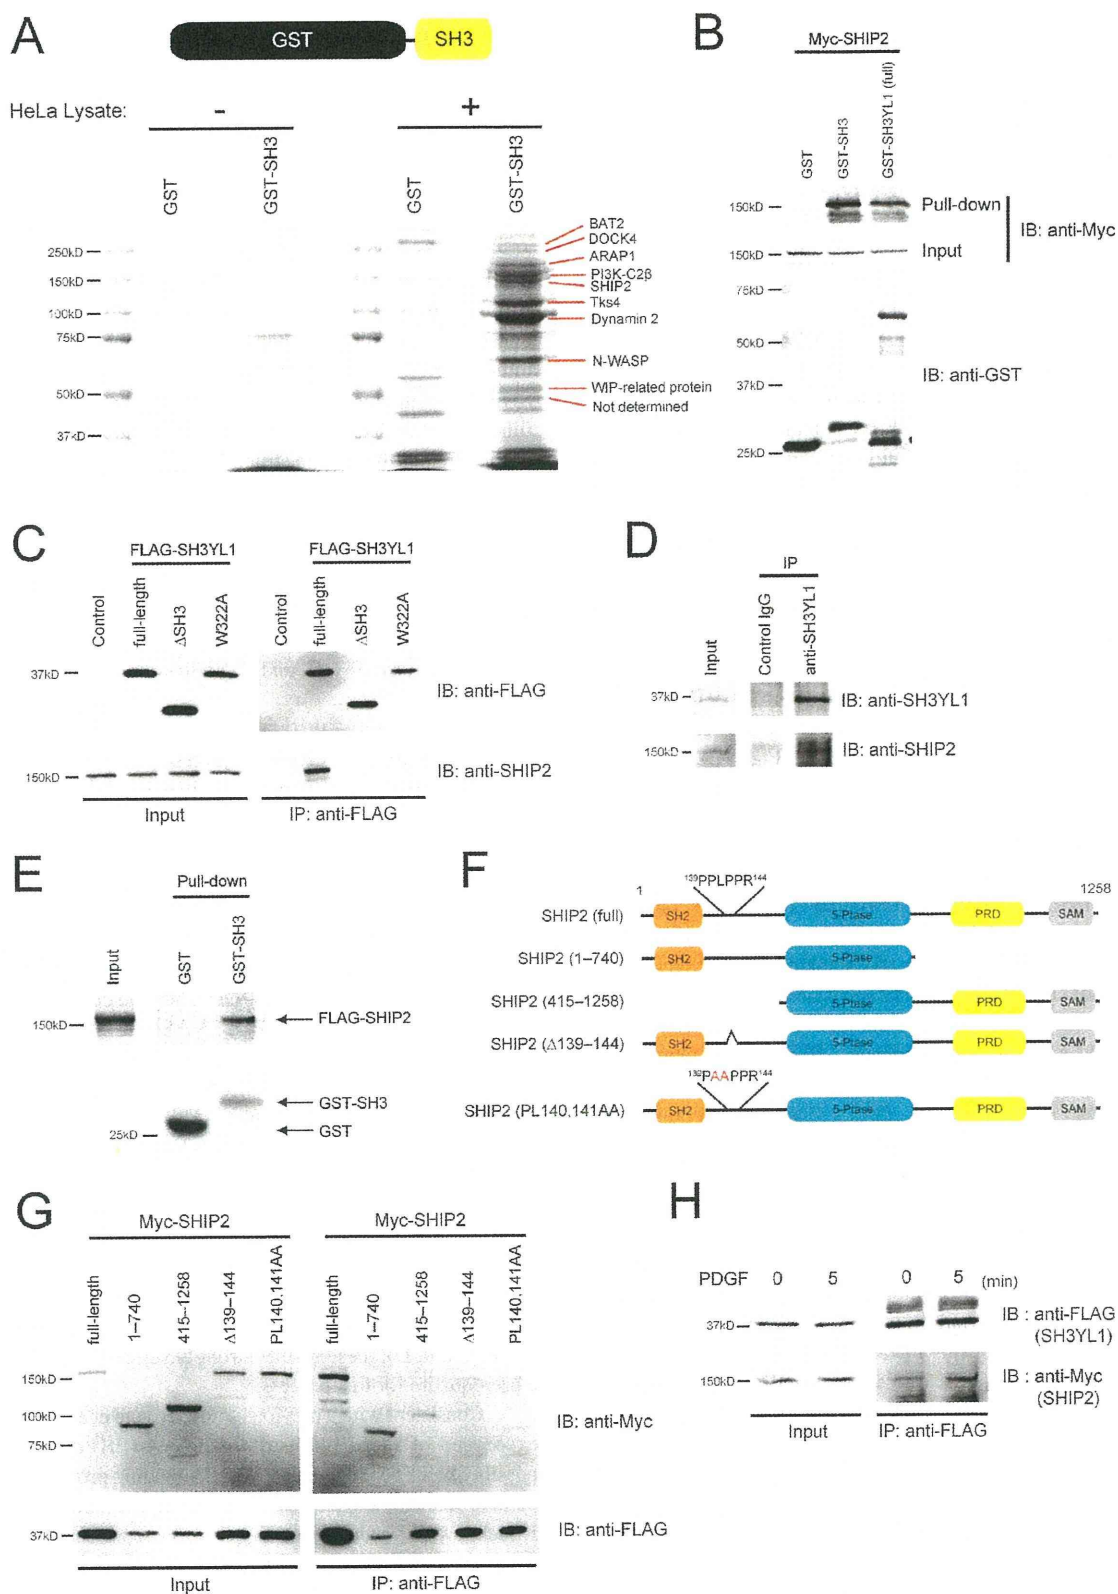 A
GST
SH3
HeLa Lysate:
-
+
GST
GST-SH3
GST
GST-SH3
250kD
150kD
100kD
75kD
50kD
37kD
BAT2
DOCK4
ARAP1
PI3K-C2β
SHIP2
Tks4
Dynamin 2
N-WASP
WIP-related protein
Not determined
B
Myc-SHIP2
GST
GST-SH3
GST-SH3YL1 (full)
150kD
Pull-down
150kD
Input
IB: anti-Myc
75kD
50kD
37kD
25kD
IB: anti-GST
C
FLAG-SH3YL1
FLAG-SH3YL1
Control
full-length
ΔSH3
W322A
Control
full-length
ΔSH3
W322A
37kD
IB: anti-FLAG
150kD
IB: anti-SHIP2
Input
IP: anti-FLAG
D
IP
Input
Control IgG
anti-SH3YL1
37kD
IB: anti-SH3YL1
150kD
IB: anti-SHIP2
E
Pull-down
Input
GST
GST-SH3
150kD
FLAG-SHIP2
GST-SH3
25kD
GST
F
1
¹³⁹PPLPPR¹⁴⁴
1258
SHIP2 (full)
SH2
5-Ptase
PRD
SAM
SHIP2 (1–740)
SH2
5-Ptase
SHIP2 (415–1258)
5-Ptase
PRD
SAM
SHIP2 (Δ139–144)
SH2
5-Ptase
PRD
SAM
¹³⁹PAAPPR¹⁴⁴
SHIP2 (PL140.141AA)
SH2
5-Ptase
PRD
SAM
G
Myc-SHIP2
Myc-SHIP2
full-length
1–740
415–1258
Δ139–144
PL140.141AA
full-length
1–740
415–1258
Δ139–144
PL140.141AA
150kD
100kD
75kD
IB: anti-Myc
37kD
IB: anti-FLAG
Input
IP: anti-FLAG
H
PDGF 0 5 0 5 (min)
37kD
IB : anti-FLAG
(SH3YL1)
150kD
IB : anti-Myc
(SHIP2)
Input
IP: anti-FLAG